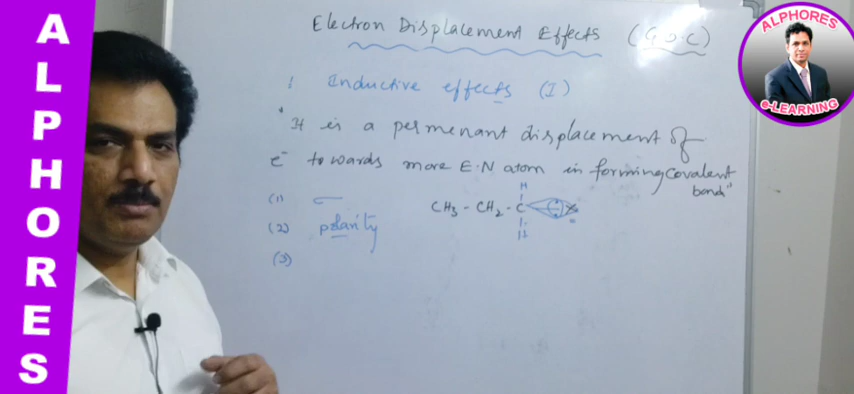 ALPHORES
Electron Displacement Effects (G.O.C)
1 Inductive effects (I)
"It is a permenant displacement of
e⁻ towards more E.N atom in forming covalent
bonds"
(1)
H
CH₃ - CH₂ - C
X
H
(2) polarity
(3)
ALPHORES
e-LEARNING